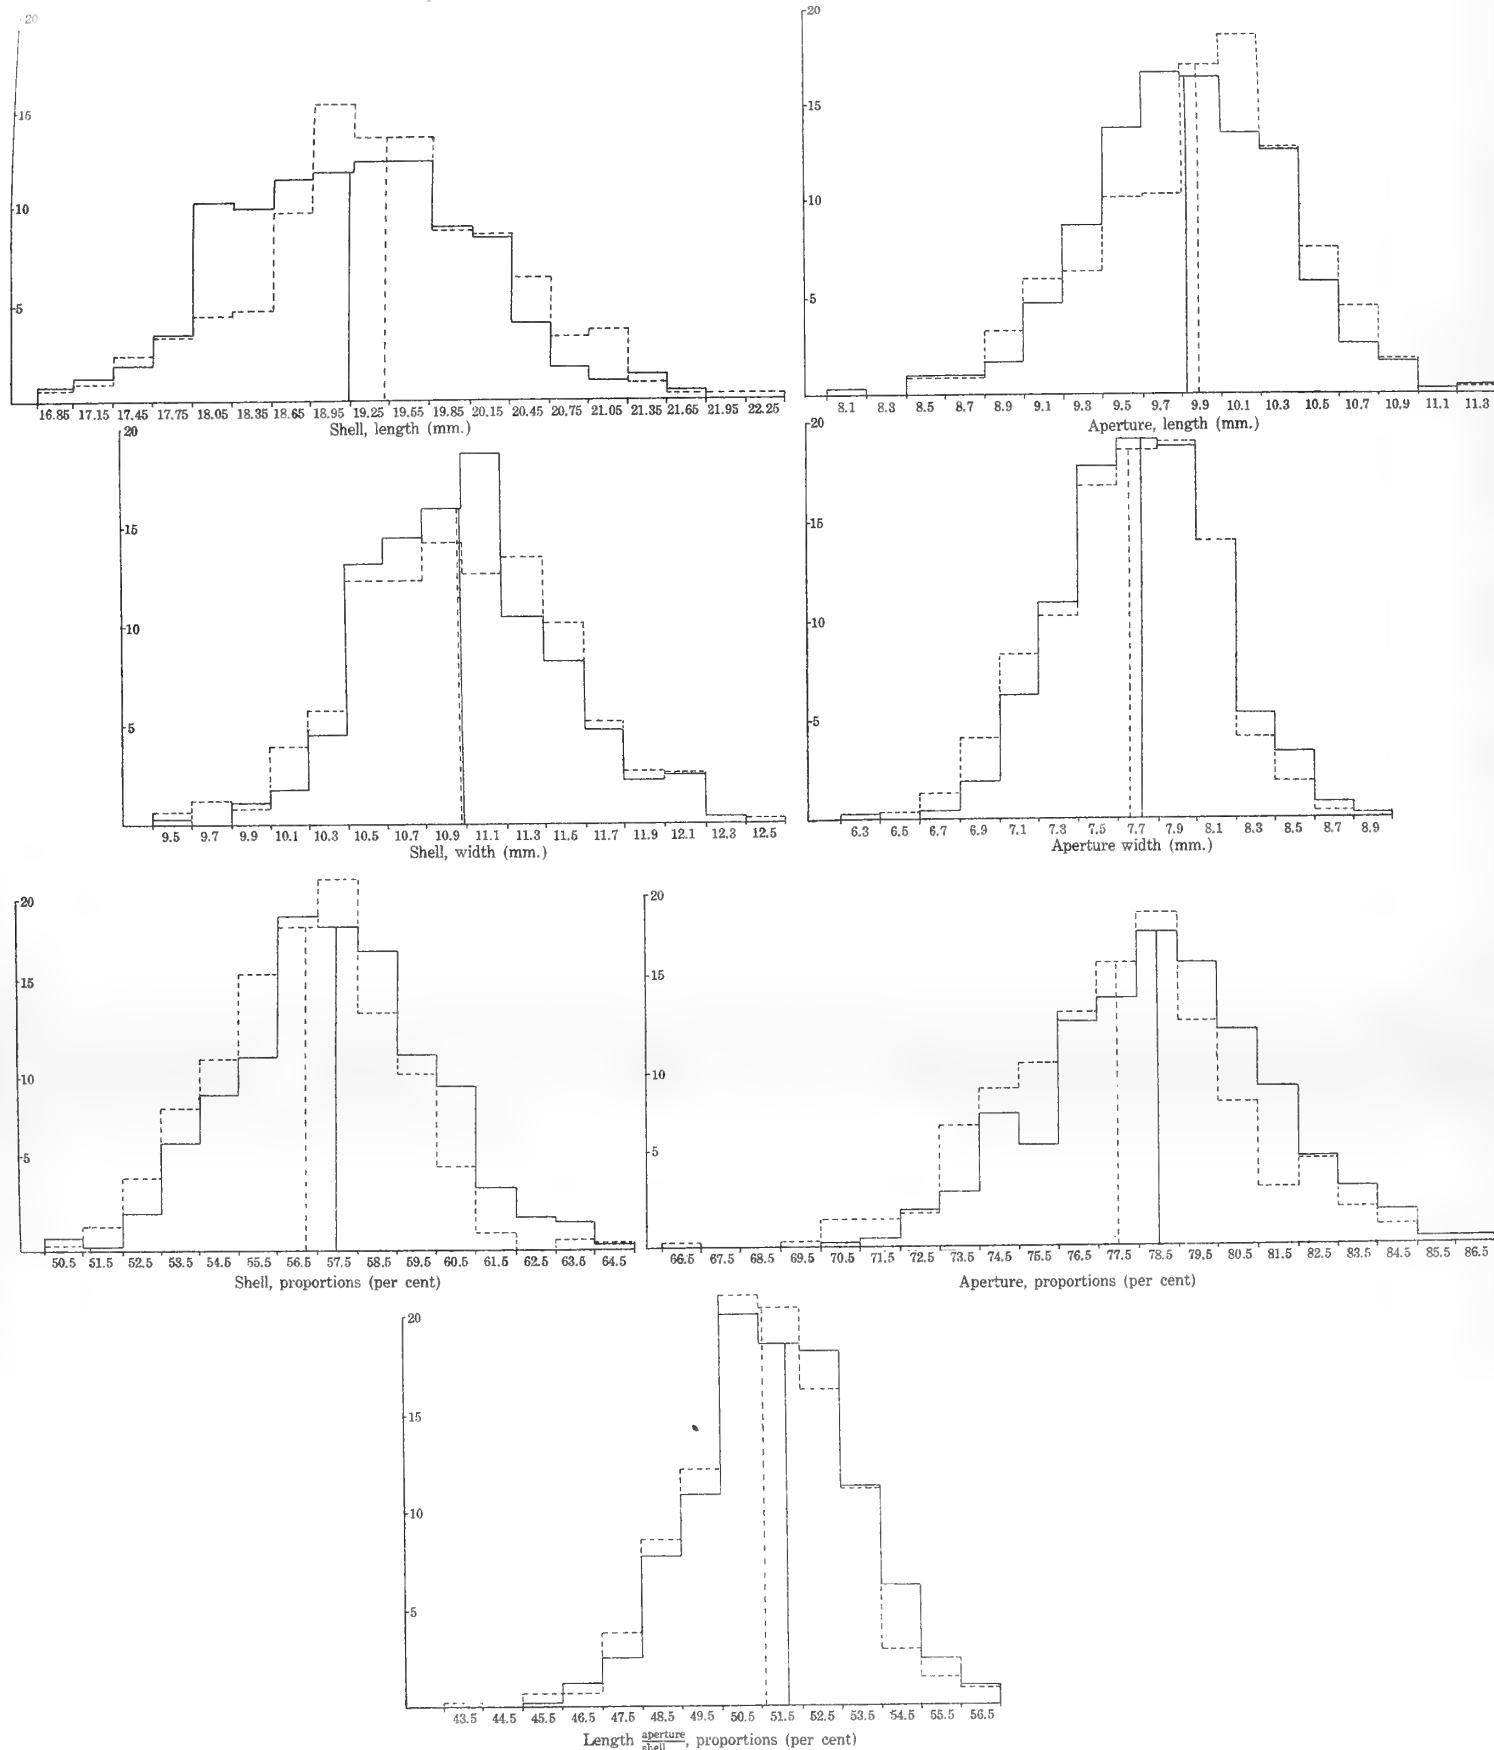 20
15
10
5
16.85 17.15 17.45 17.75 18.05 18.35 18.65 18.95 19.25 19.55 19.85 20.15 20.45 20.75 21.05 21.35 21.65 21.95 22.25
Shell, length (mm.)
20
15
10
5
8.1 8.3 8.5 8.7 8.9 9.1 9.3 9.5 9.7 9.9 10.1 10.3 10.5 10.7 10.9 11.1 11.3
Aperture, length (mm.)
20
15
10
5
9.5 9.7 9.9 10.1 10.3 10.5 10.7 10.9 11.1 11.3 11.5 11.7 11.9 12.1 12.3 12.5
Shell, width (mm.)
20
15
10
5
6.3 6.5 6.7 6.9 7.1 7.3 7.5 7.7 7.9 8.1 8.3 8.5 8.7 8.9
Aperture width (mm.)
20
15
10
5
50.5 51.5 52.5 53.5 54.5 55.5 56.5 57.5 58.5 59.5 60.5 61.5 62.5 63.5 64.5
Shell, proportions (per cent)
20
15
10
5
66.5 67.5 68.5 69.5 70.5 71.5 72.5 73.5 74.5 75.5 76.5 77.5 78.5 79.5 80.5 81.5 82.5 83.5 84.5 85.5 86.5
Aperture, proportions (per cent)
20
15
10
5
43.5 44.5 45.5 46.5 47.5 48.5 49.5 50.5 51.5 52.5 53.5 54.5 55.5 56.5
Length aperture/shell, proportions (per cent)